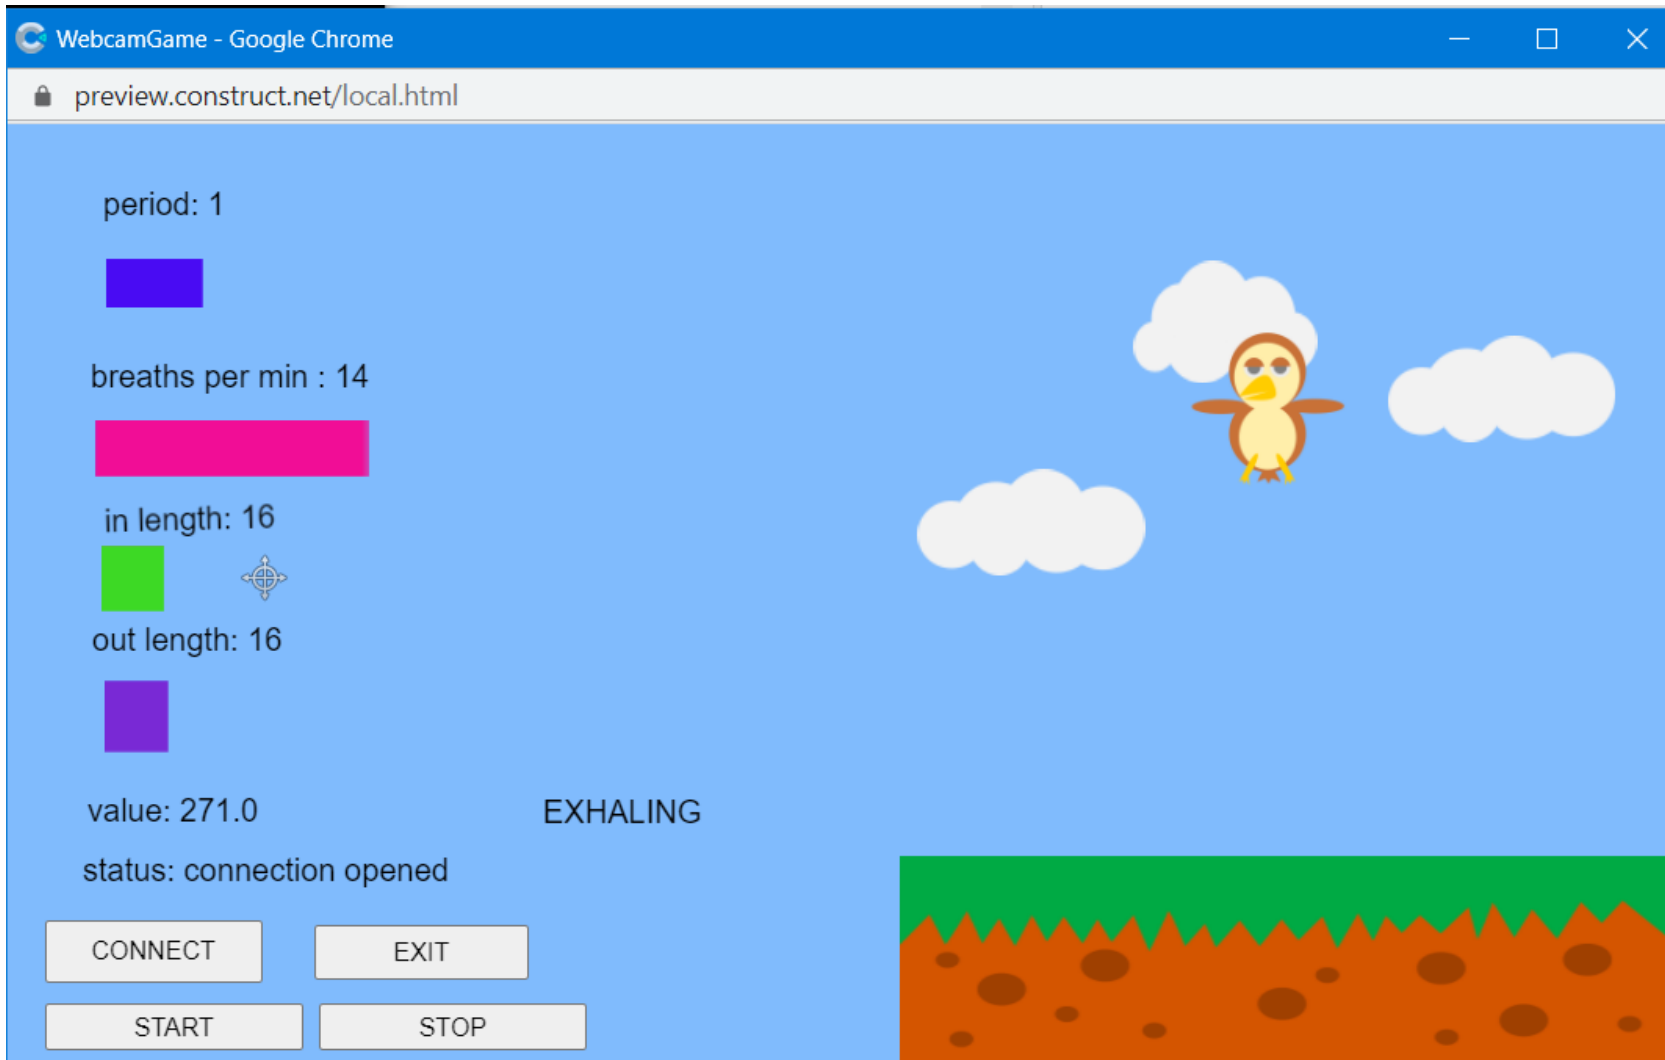 WebcamGame - Google Chrome
preview.construct.net/local.html
period: 1
breaths per min : 14
in length: 16
out length: 16
value: 271.0
EXHALING
status: connection opened
CONNECT
EXIT
START
STOP